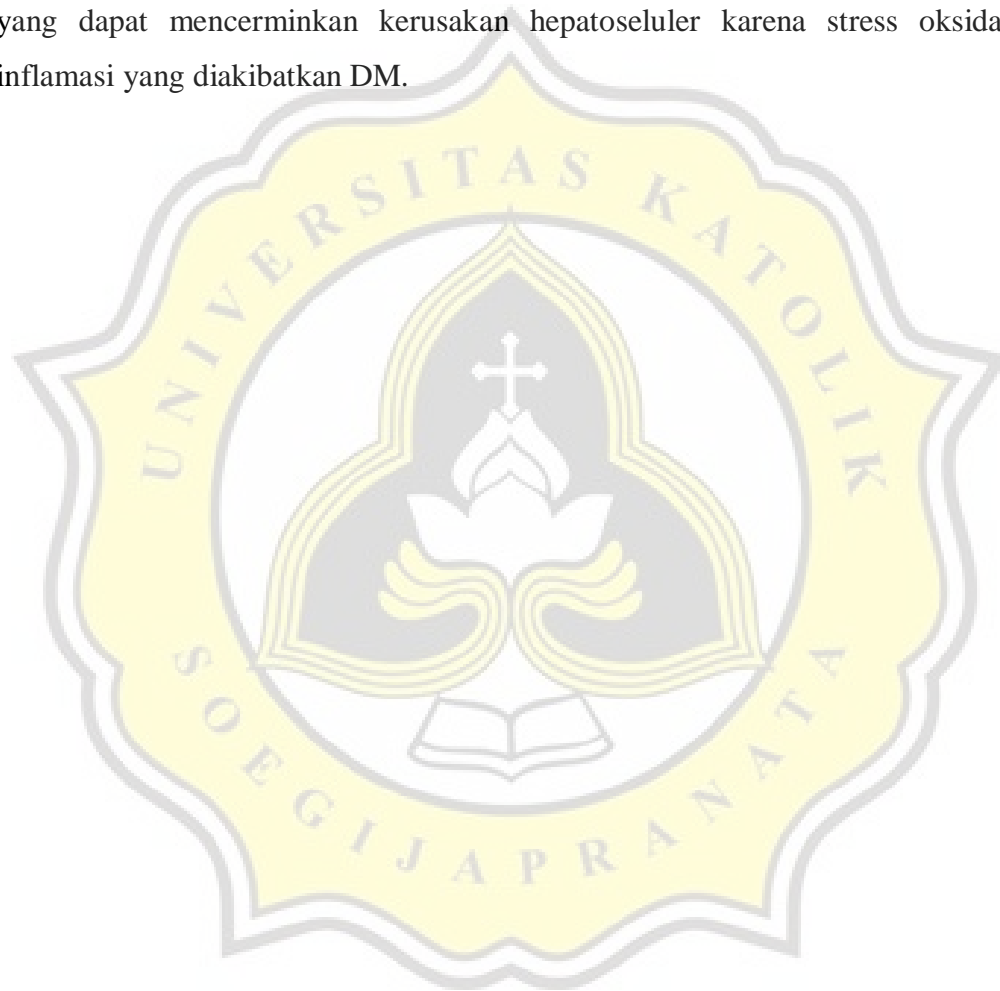 yang dapat mencerminkan kerusakan hepatoseluler karena stress oksida
inflamasi yang diakibatkan DM.
UNIVERSITAS KATOLIK
SOEGIJAPRANATA